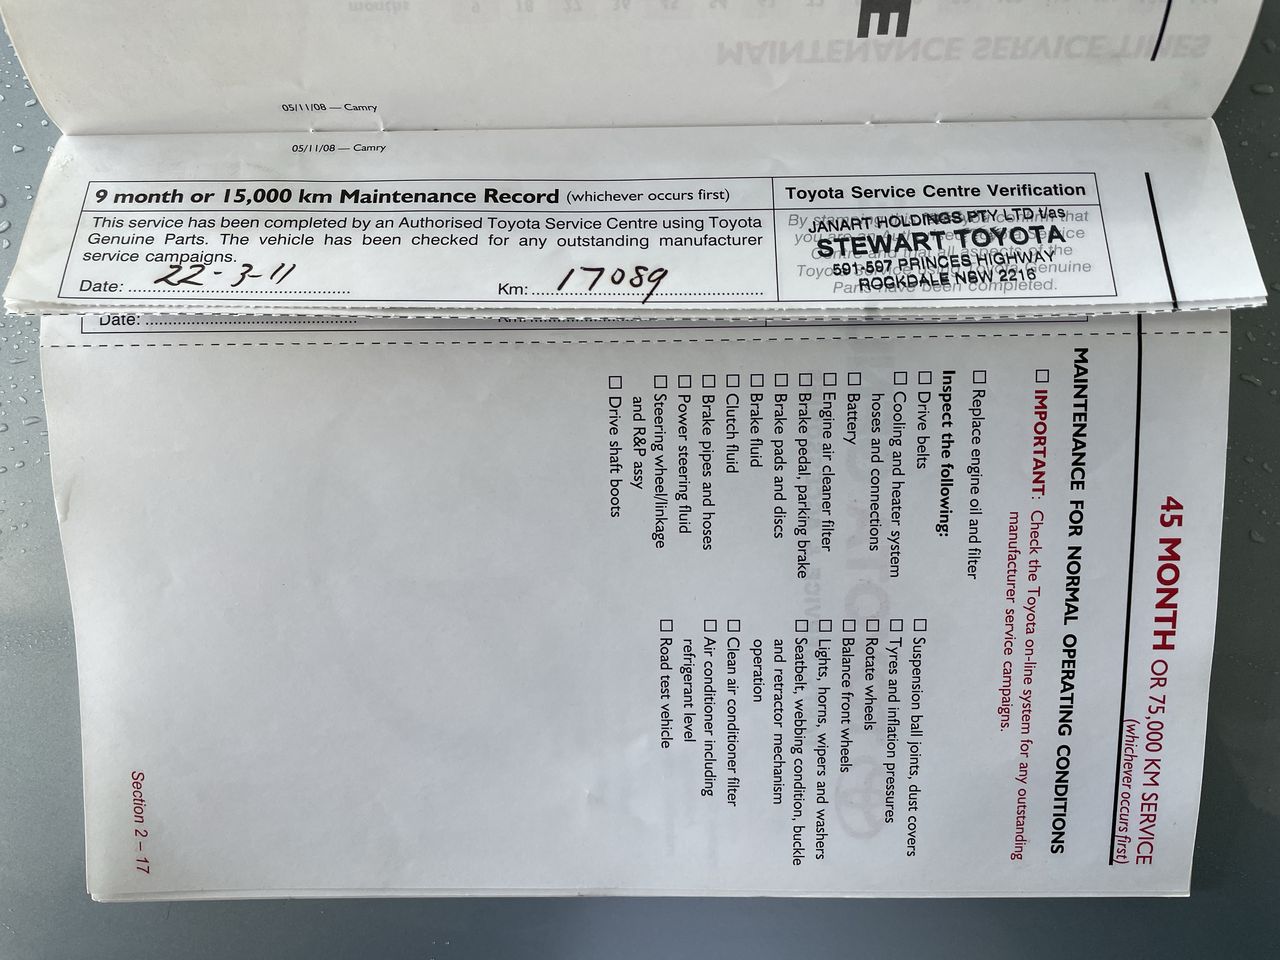 MAINTENANCE SERVICE TIMES
months
E
05/11/08 — Camry
05/11/08 — Camry
9 month or 15,000 km Maintenance Record (whichever occurs first)
This service has been completed by an Authorised Toyota Service Centre using Toyota
Genuine Parts. The vehicle has been checked for any outstanding manufacturer
service campaigns.
Date: 22-3-11
Km: 17089
Toyota Service Centre Verification
JANART HOLDINGS PTY LTD t/as
STEWART TOYOTA
591-597 PRINCES HIGHWAY
ROCKDALE NSW 2216
Parts have been completed.
Date:
45 MONTH OR 75,000 KM SERVICE
(whichever occurs first)
MAINTENANCE FOR NORMAL OPERATING CONDITIONS
☐ IMPORTANT: Check the Toyota on-line system for any outstanding
manufacturer service campaigns.
☐ Replace engine oil and filter
Inspect the following:
☐ Drive belts
☐ Cooling and heater system
hoses and connections
☐ Battery
☐ Engine air cleaner filter
☐ Brake pedal, parking brake
☐ Brake pads and discs
☐ Brake fluid
☐ Clutch fluid
☐ Brake pipes and hoses
☐ Power steering fluid
☐ Steering wheel/linkage
and R&P assy
☐ Drive shaft boots
☐ Suspension ball joints, dust covers
☐ Tyres and inflation pressures
☐ Rotate wheels
☐ Balance front wheels
☐ Lights, horns, wipers and washers
☐ Seatbelt, webbing condition, buckle
and retractor mechanism
operation
☐ Clean air conditioner filter
☐ Air conditioner including
refrigerant level
☐ Road test vehicle
Section 2 – 17